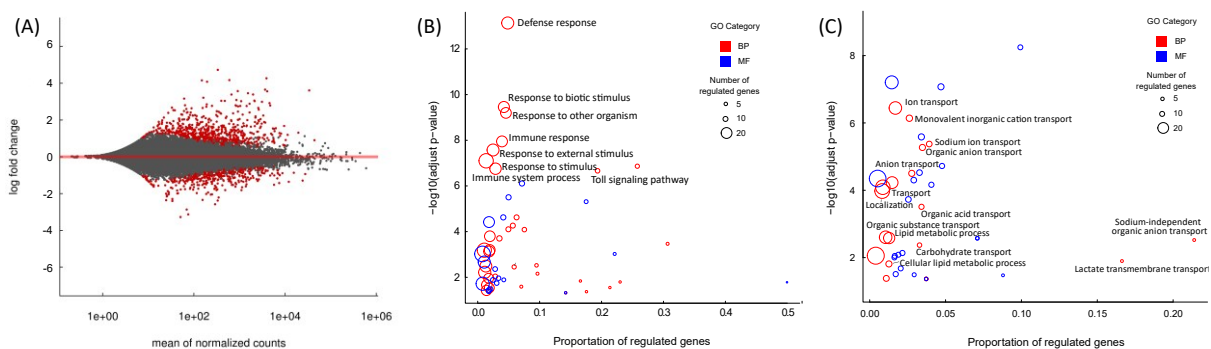 (A)
log fold change
6
4
2
0
-2
-4
-6
1e+00
1e+02
1e+04
1e+06
mean of normalized counts
(B)
−log10(adjust p-value)
12
10
8
6
4
2
0.0
0.1
0.2
0.3
0.4
0.5
Proportation of regulated genes
Defense response
Response to biotic stimulus
Response to other organism
Immune response
Response to external stimulus
Response to stimulus
Immune system process
Toll signaling pathway
GO Category
BP
MF
Number of
regulated genes
5
10
20
(C)
−log10(adjust p-value)
8
6
4
2
0.00
0.05
0.10
0.15
0.20
Proportation of regulated genes
Ion transport
Monovalent inorganic cation transport
Sodium ion transport
Organic anion transport
Anion transport
Transport
Localization
Organic acid transport
Organic substance transport
Lipid metabolic process
Carbohydrate transport
Cellular lipid metabolic process
Sodium-independent
organic anion transport
Lactate transmembrane transport
GO Category
BP
MF
Number of
regulated genes
5
10
20